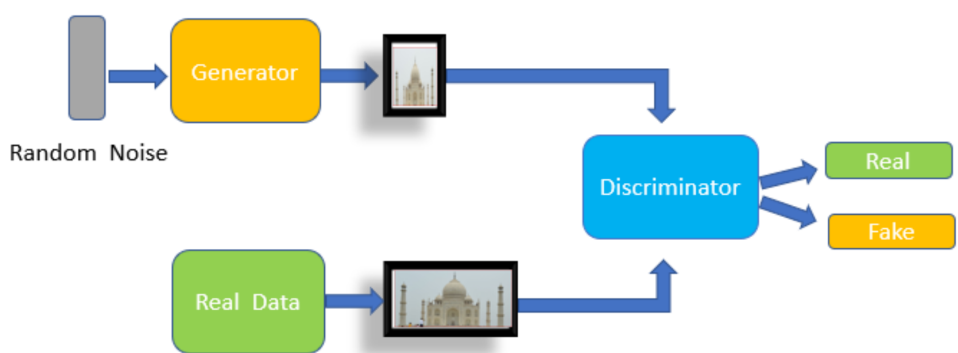 Generator
Random Noise
Discriminator
Real
Fake
Real Data